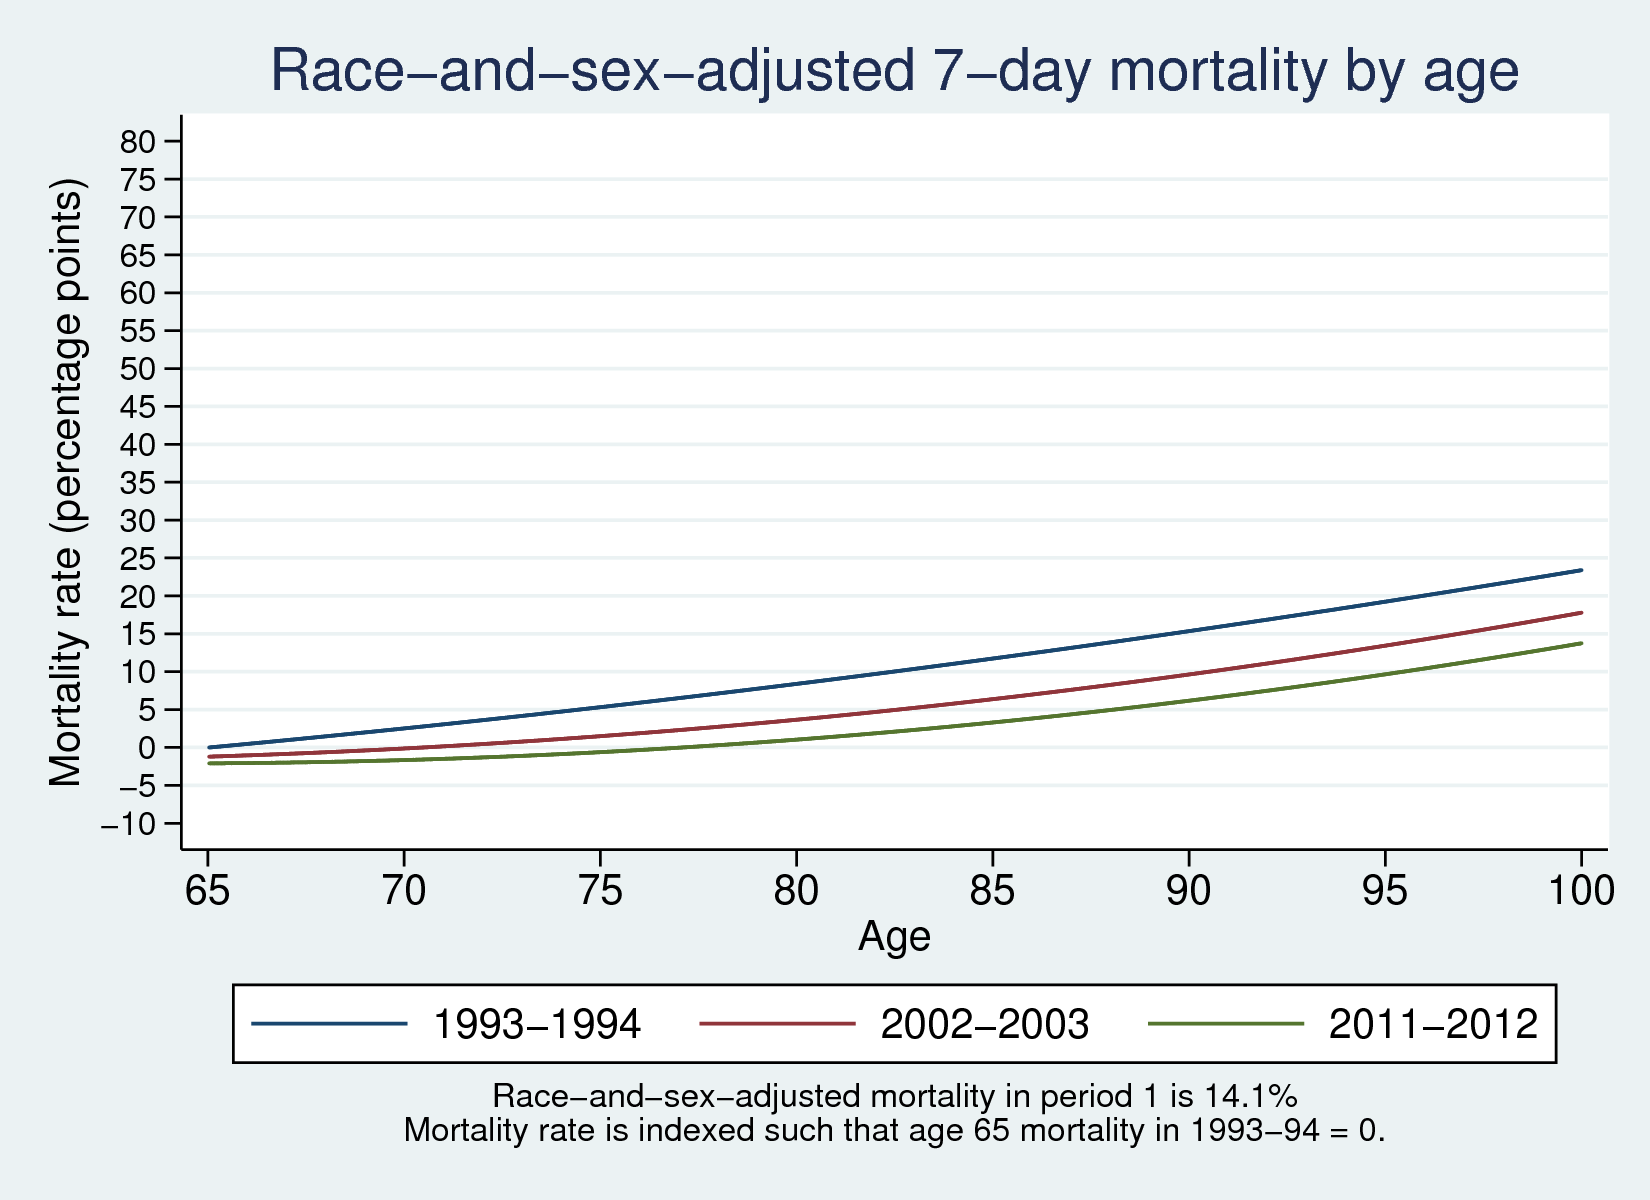 Race–and–sex–adjusted 7–day mortality by age
Mortality rate (percentage points)
80
75
70
65
60
55
50
45
40
35
30
25
20
15
10
5
0
–5
–10
65 70 75 80 85 90 95 100
Age
1993–1994 2002–2003 2011–2012
Race–and–sex–adjusted mortality in period 1 is 14.1%
Mortality rate is indexed such that age 65 mortality in 1993–94 = 0.